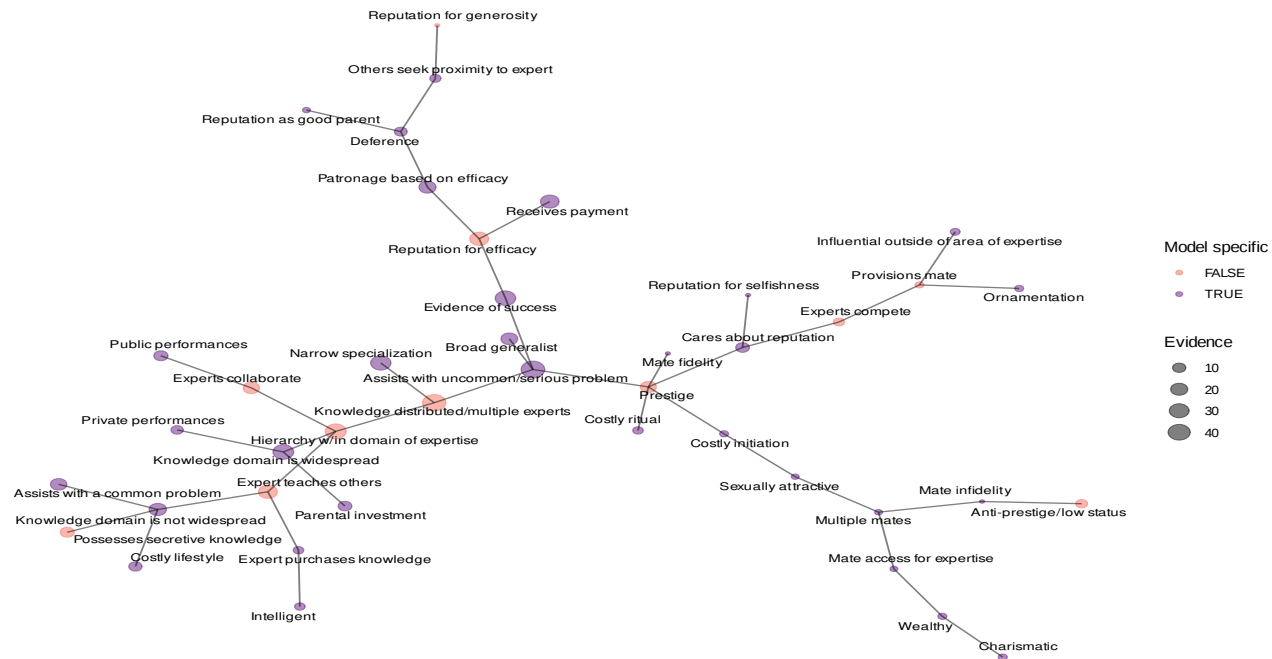 Reputation for generosity
Others seek proximity to expert
Reputation as good parent
Deference
Patronage based on efficacy
Receives payment
Reputation for efficacy
Influential outside of area of expertise
Model specific
Provisions mate
FALSE
Reputation for selfishness
TRUE
Ornamentation
Evidence of success
Experts compete
Cares about reputation
Evidence
Public performances
Broad generalist
Narrow specialization
Mate fidelity
10
Experts collaborate
Assists with uncommon/serious problem
20
Prestige
30
Knowledge distributed/multiple experts
Private performances
Costly ritual
40
Hierarchy w/in domain of expertise
Costly initiation
Knowledge domain is widespread
Expert teaches others
Sexually attractive
Assists with a common problem
Mate infidelity
Parental investment
Anti-prestige/low status
Knowledge domain is not widespread
Multiple mates
Possesses secretive knowledge
Costly lifestyle
Expert purchases knowledge
Mate access for expertise
Intelligent
Wealthy
Charismatic